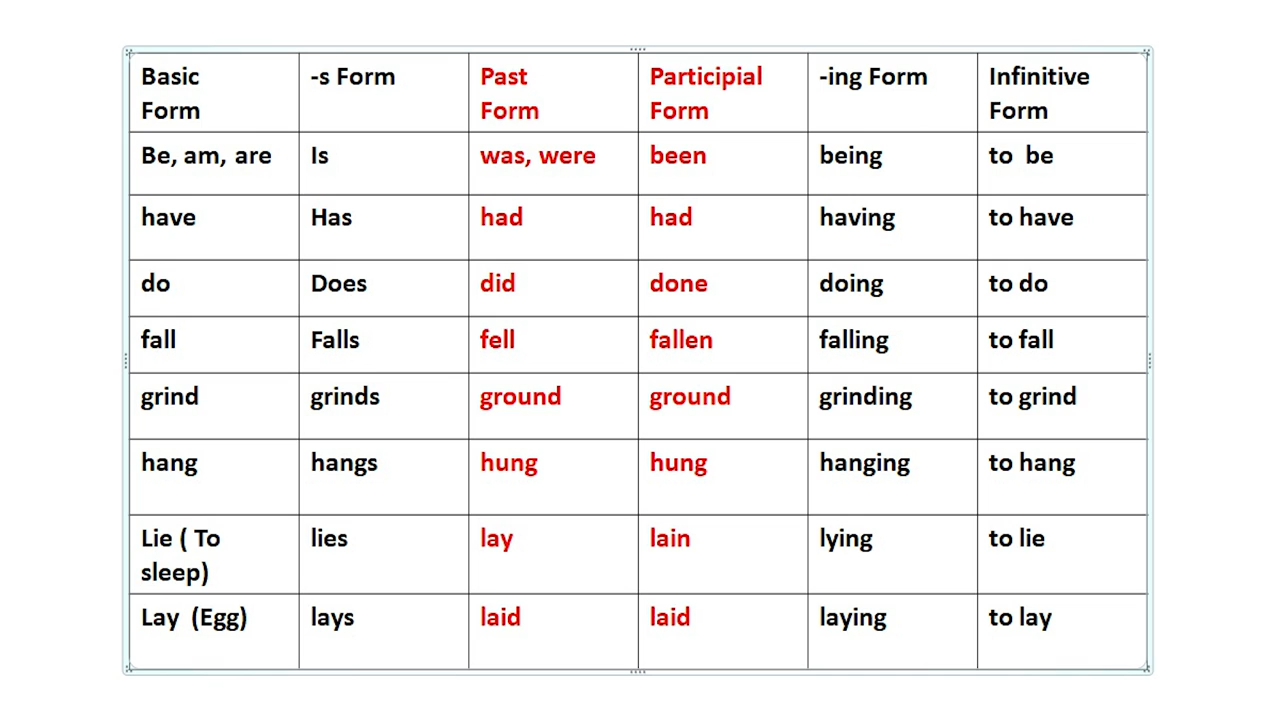 Basic Form -s Form Past Form Participial Form -ing Form Infinitive Form
Be, am, are Is was, were been being to be
have Has had had having to have
do Does did done doing to do
fall Falls fell fallen falling to fall
grind grinds ground ground grinding to grind
hang hangs hung hung hanging to hang
Lie ( To sleep) lies lay lain lying to lie
Lay (Egg) lays laid laid laying to lay